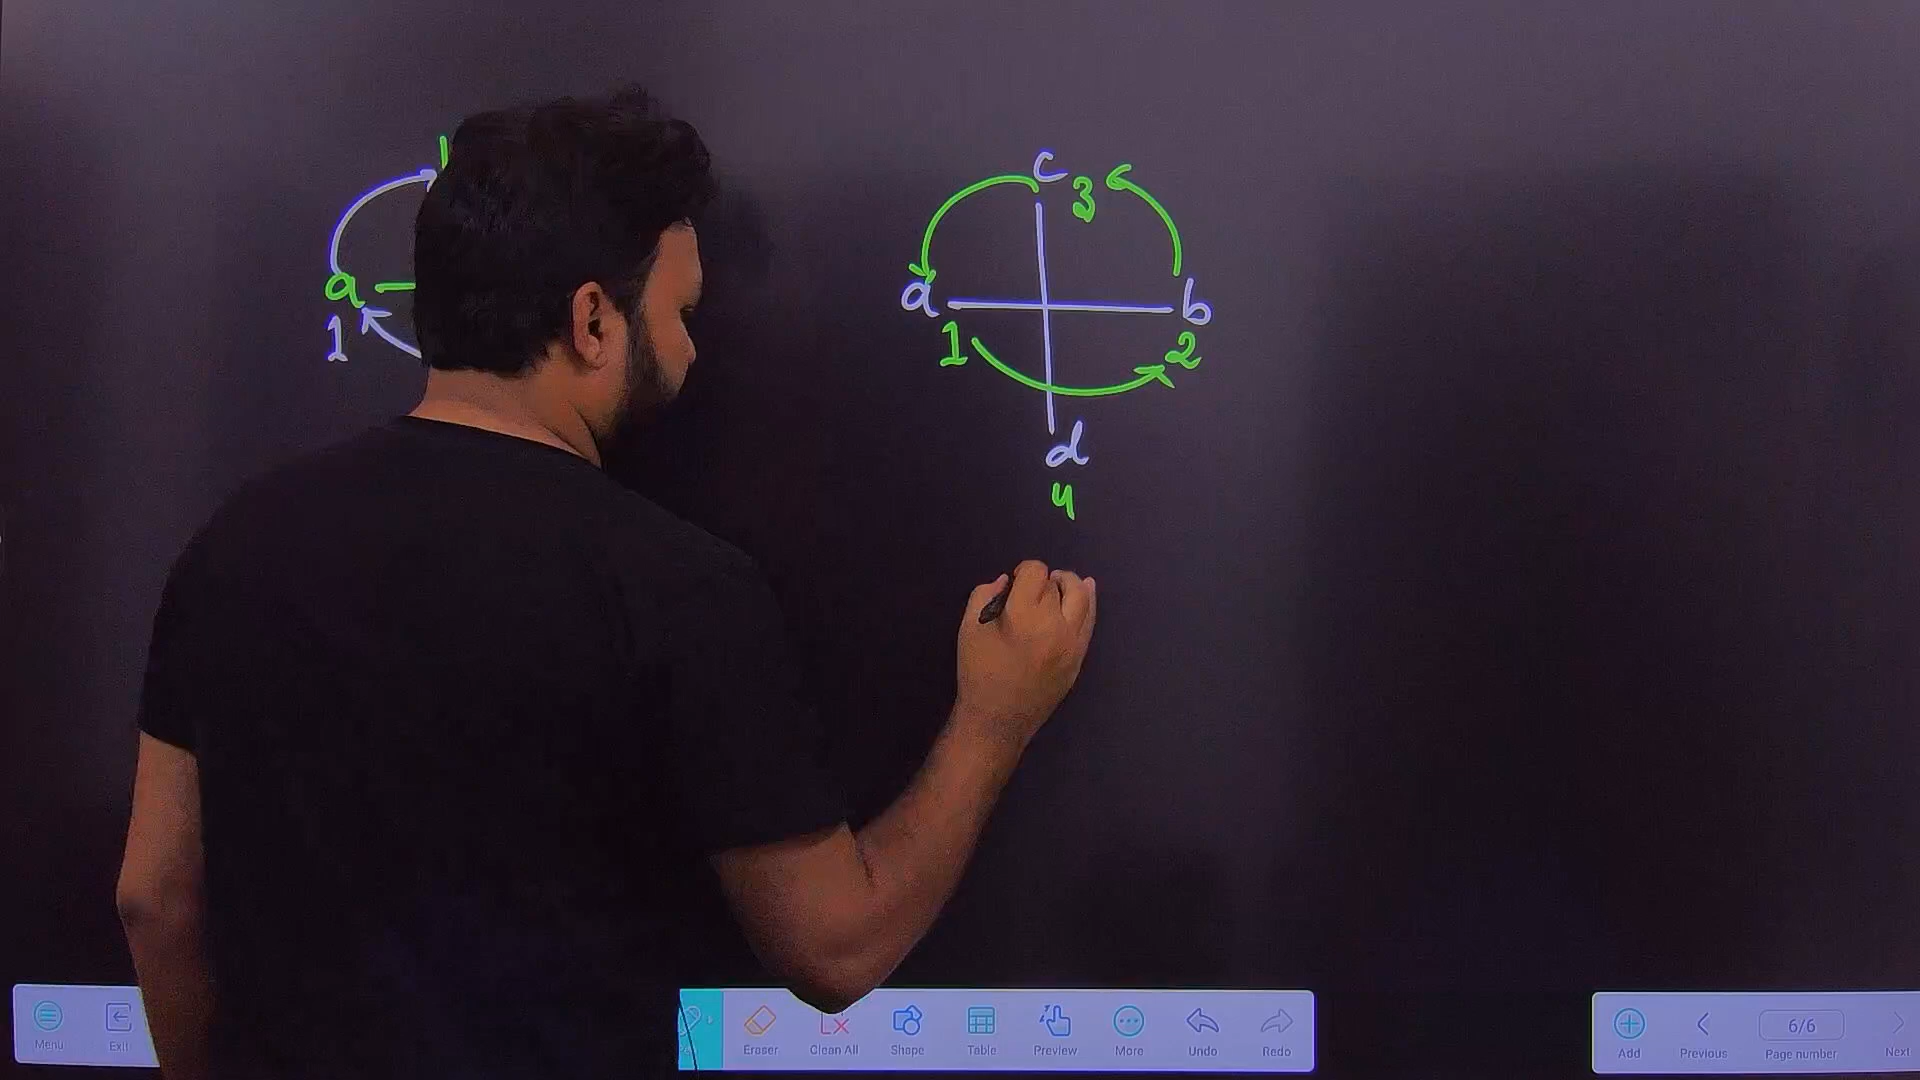 c 3
a
a b
1
1 2
d
4
Menu Exit Eraser Clean All Shape Table Preview More Undo Redo Add Previous 6/6 Page number Next